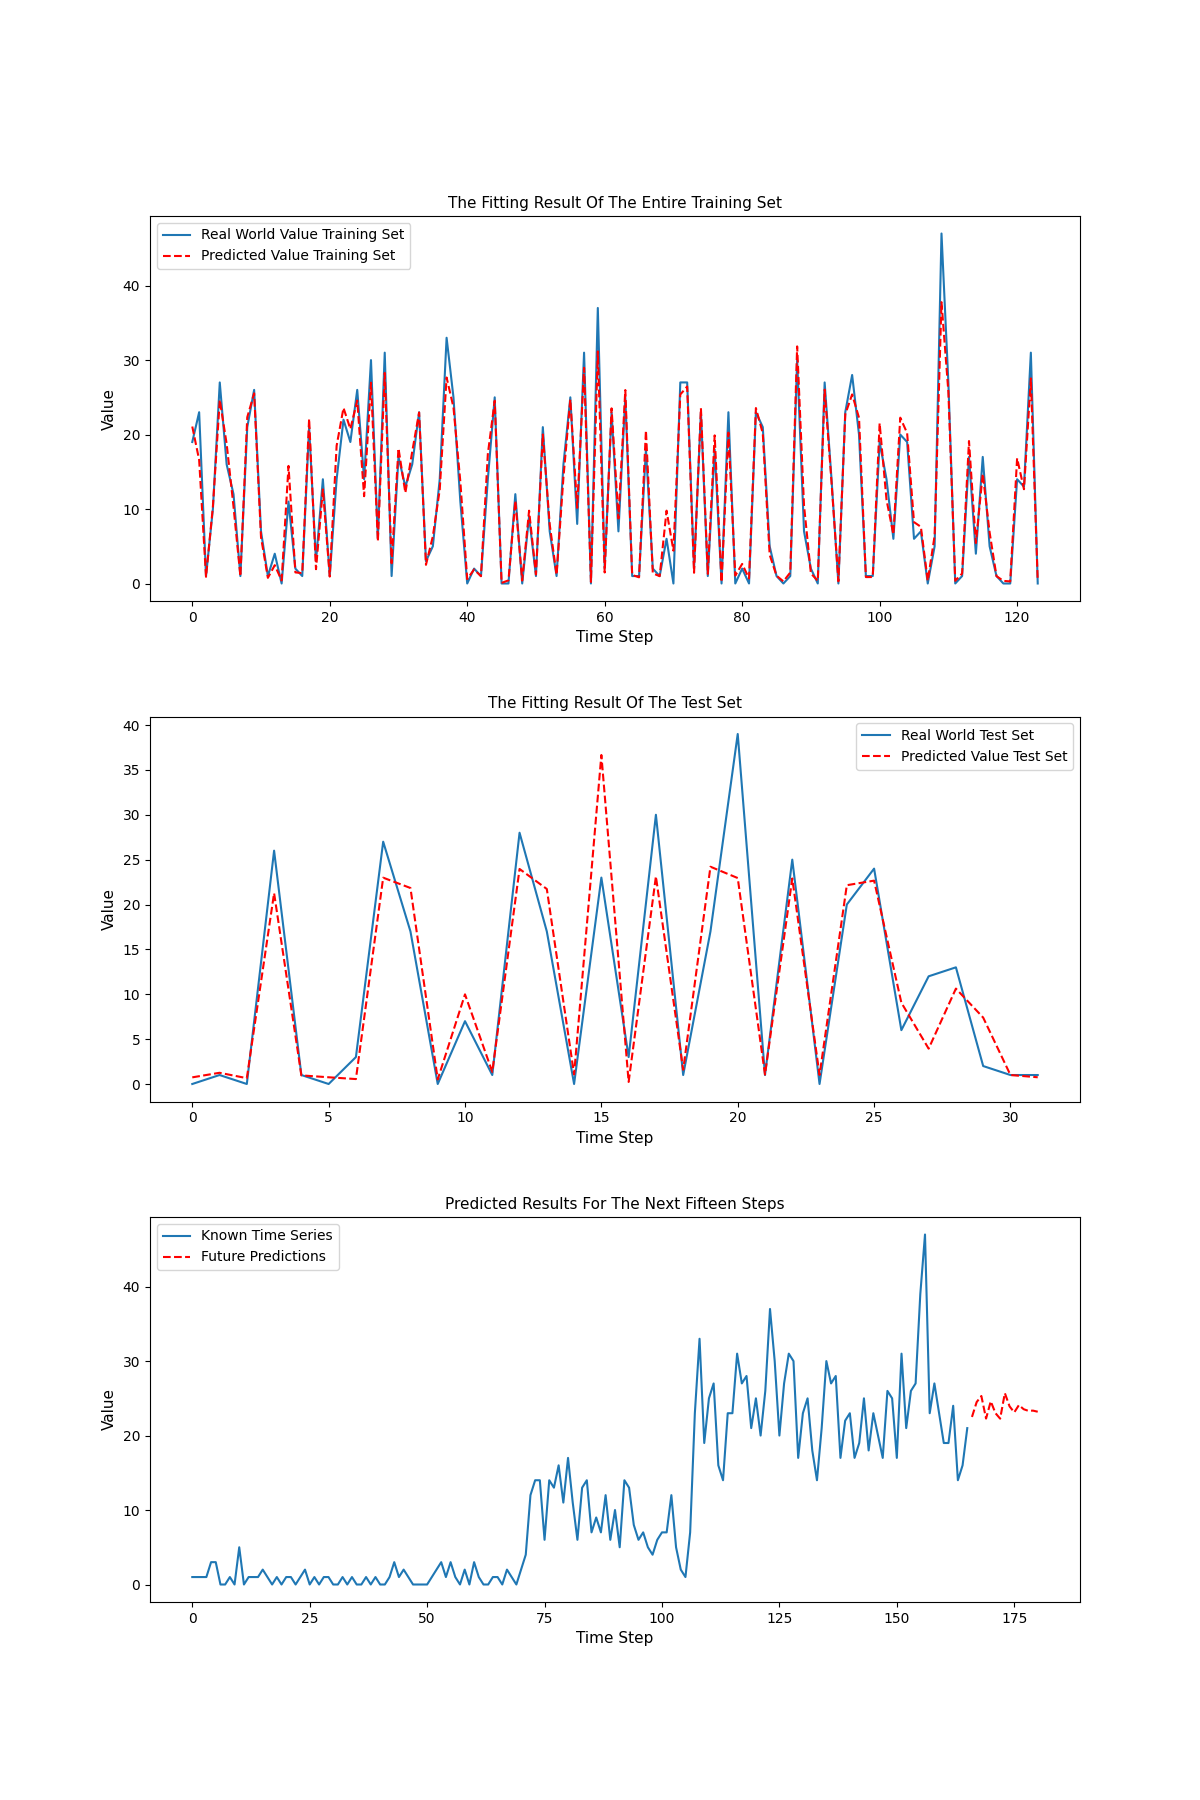 The Fitting Result Of The Entire Training Set
Real World Value Training Set
Predicted Value Training Set
Value
40
30
20
10
0
0 20 40 60 80 100 120
Time Step
The Fitting Result Of The Test Set
Real World Test Set
Predicted Value Test Set
Value
40
35
30
25
20
15
10
5
0
0 5 10 15 20 25 30
Time Step
Predicted Results For The Next Fifteen Steps
Known Time Series
Future Predictions
Value
40
30
20
10
0
0 25 50 75 100 125 150 175
Time Step